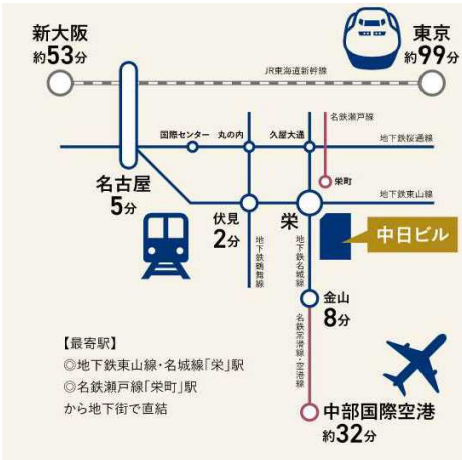 新大阪
約53分
東京
約99分
JR東海道新幹線
名鉄瀬戸線
国際センター
丸の内
久屋大通
地下鉄桜通線
栄町
地下鉄東山線
名古屋
5分
伏見
2分
栄
中日ビル
地下鉄鶴舞線
地下鉄名城線
金山
8分
名鉄常滑線・空港線
【最寄駅】
◎地下鉄東山線・名城線「栄」駅
◎名鉄瀬戸線「栄町」駅
から地下街で直結
中部国際空港
約32分